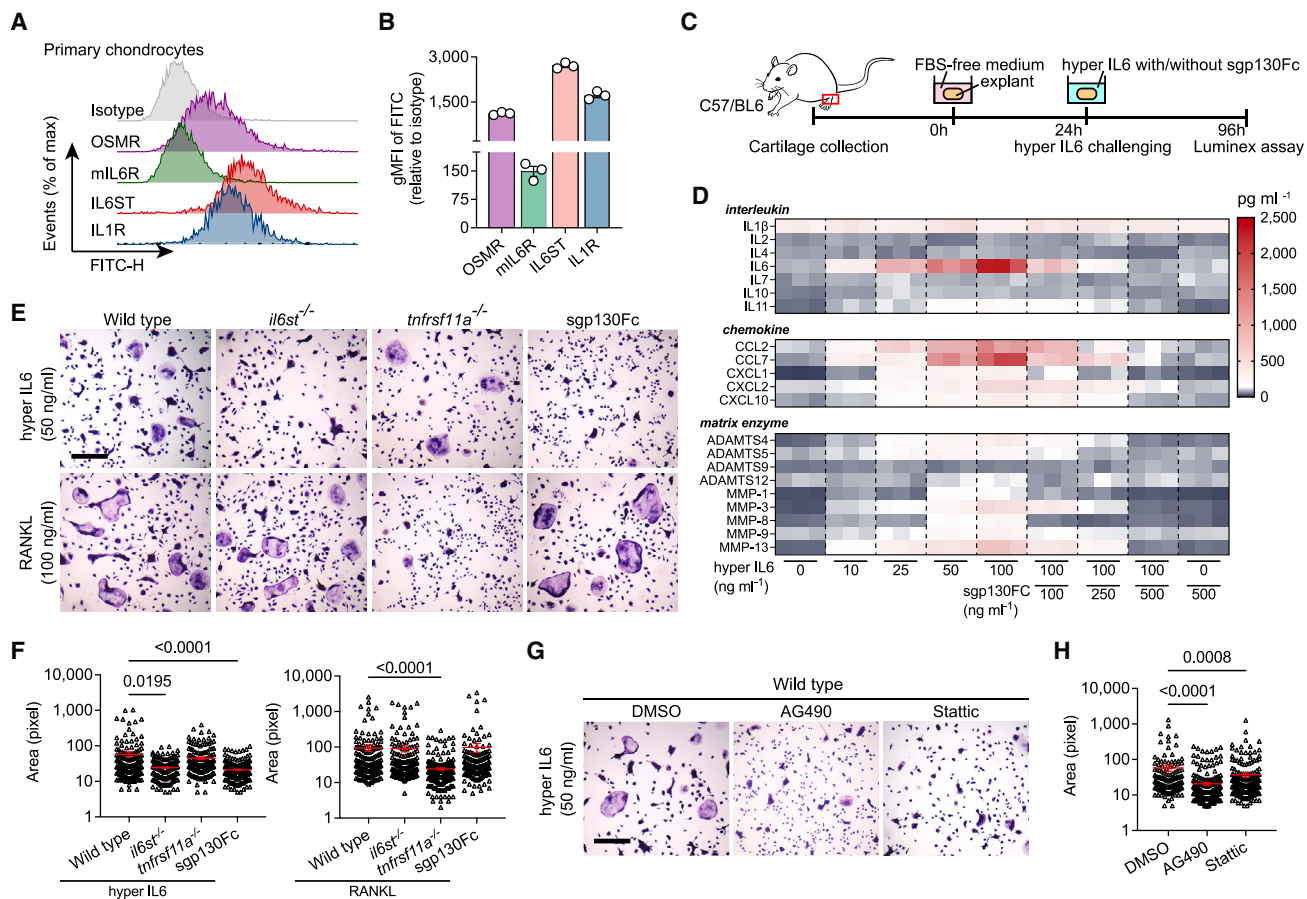 A
Primary chondrocytes
Isotype
OSMR
mIL6R
IL6ST
IL1R
Events (% of max)
FITC-H
B
gMFI of FITC
(relative to isotype)
3,000
1,500
150
75
0
OSMR
mIL6R
IL6ST
IL1R
C
C57/BL6
FBS-free medium
explant
hyper IL6 with/without sgp130Fc
0h
24h
96h
Cartilage collection
hyper IL6 challenging
Luminex assay
D
pg ml⁻¹
2,500
2,000
1,500
1,000
500
0
interleukin
IL1β
IL2
IL4
IL6
IL7
IL10
IL11
chemokine
CCL2
CCL7
CXCL1
CXCL2
CXCL10
matrix enzyme
ADAMTS4
ADAMTS5
ADAMTS9
ADAMTS12
MMP-1
MMP-3
MMP-8
MMP-9
MMP-13
hyper IL6 0 10 25 50 100 100 100 100 0
(ng ml⁻¹) sgp130FC 100 250 500 500
(ng ml⁻¹)
E
Wild type il6st⁻/⁻ tnfrsf11a⁻/⁻ sgp130Fc
hyper IL6
(50 ng/ml)
RANKL
(100 ng/ml)
F
<0.0001
0.0195
Area (pixel)
10,000
1,000
100
10
1
Wild type
il6st⁻/⁻
tnfrsf11a⁻/⁻
sgp130Fc
hyper IL6
<0.0001
Area (pixel)
10,000
1,000
100
10
1
Wild type
il6st⁻/⁻
tnfrsf11a⁻/⁻
sgp130Fc
RANKL
G
Wild type
DMSO AG490 Stattic
hyper IL6
(50 ng/ml)
H
0.0008
<0.0001
Area (pixel)
10,000
1,000
100
10
1
DMSO
AG490
Stattic